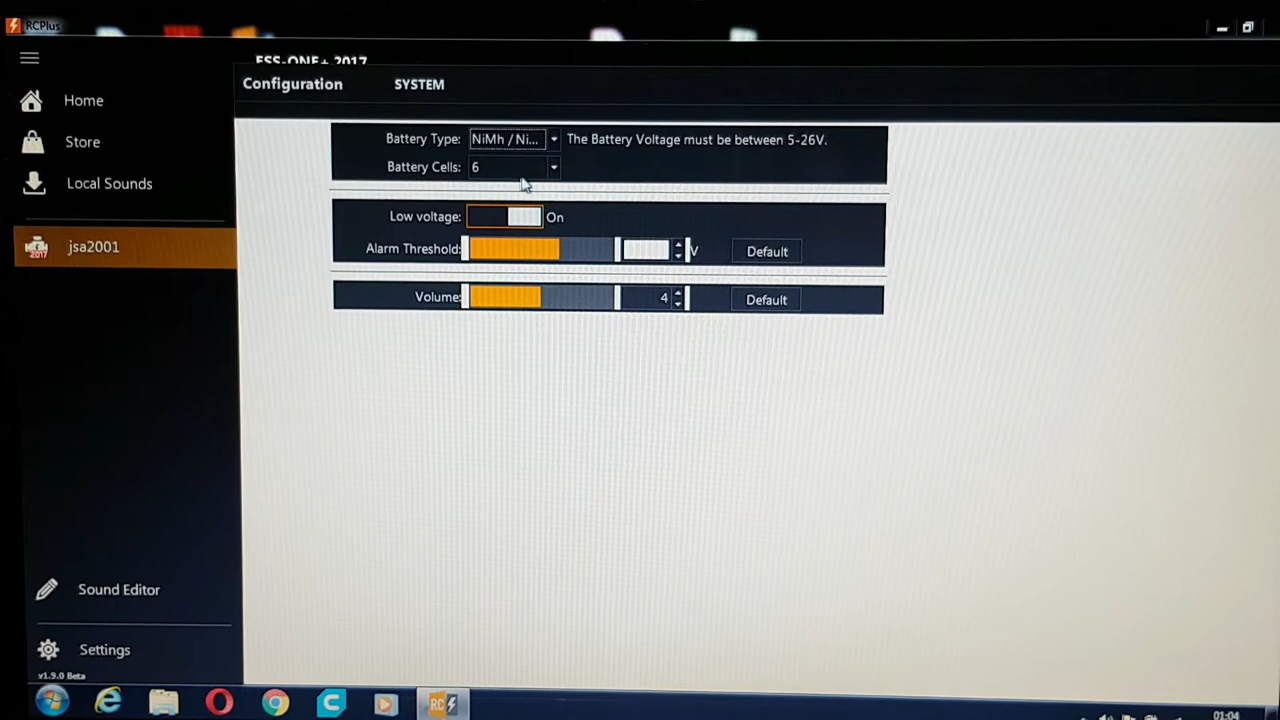 RCPlus
ESS-ONE+ 2017
Configuration SYSTEM
Home
Store
Local Sounds
2017 jsa2001
Battery Type: NiMh / Ni... The Battery Voltage must be between 5-26V.
Battery Cells: 6
Low voltage: On
Alarm Threshold: V Default
Volume: 4 Default
Sound Editor
Settings
v1.9.0 Beta
RC
01:04